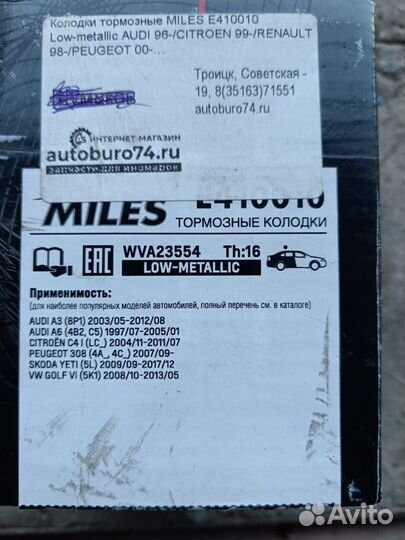 Колодки тормозные MILES E410010
Low-metallic AUDI 96-/CITROEN 99-/RENAULT
98-/PEUGEOT 00-...
Троицк, Советская -
19, 8(35163)71551
autoburo74.ru
ИНТЕРНЕТ-МАГАЗИН
autoburo74.ru
ЗАПЧАСТИ ДЛЯ ИНОМАРОК
E410010
MILES
ТОРМОЗНЫЕ КОЛОДКИ
EAC
WVA23554 Th:16
LOW-METALLIC
Применимость:
(для наиболее популярных моделей автомобилей, полный перечень см. в каталоге)
AUDI A3 (8P1) 2003/05-2012/08
AUDI A6 (4B2, C5) 1997/07-2005/01
CITROËN C4 I (LC_) 2004/11-2011/07
PEUGEOT 308 (4A_, 4C_) 2007/09-
SKODA YETI (5L) 2009/09-2017/12
VW GOLF VI (5K1) 2008/10-2013/05
Avito